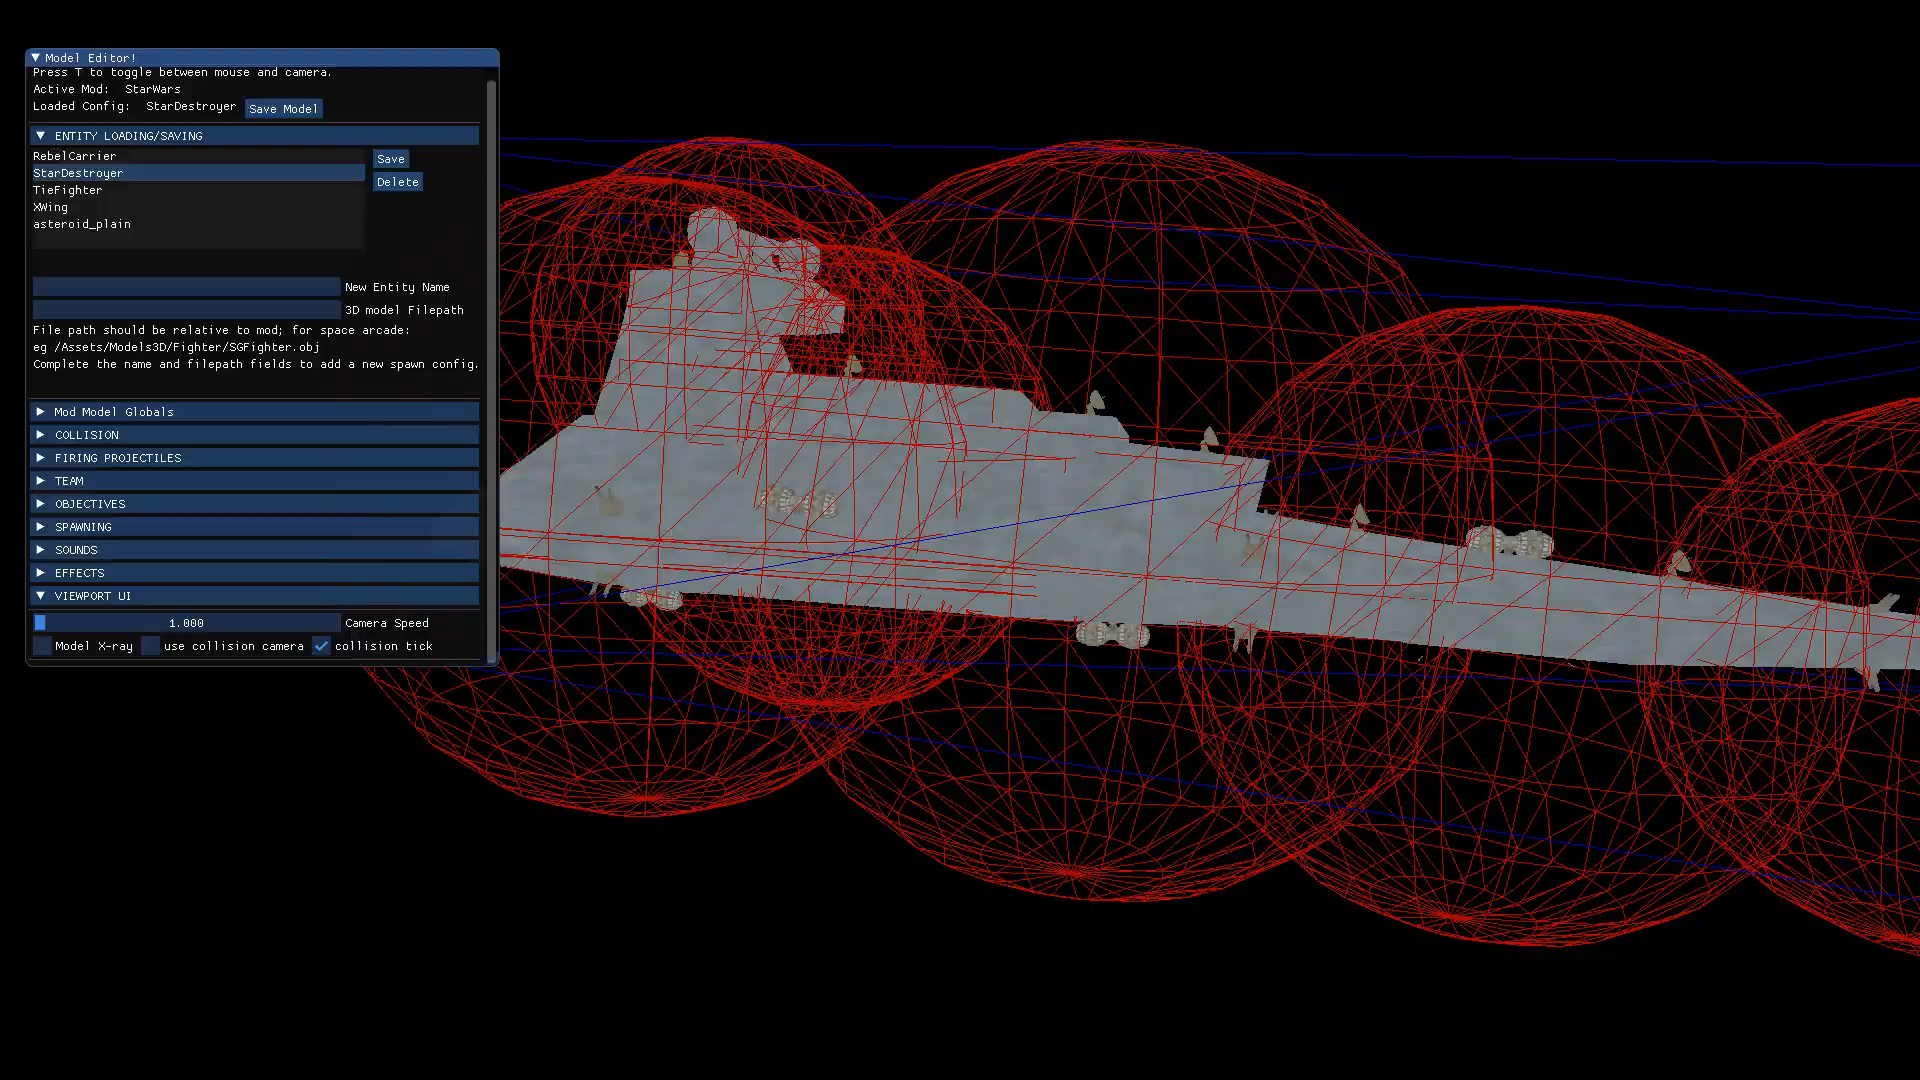 Model Editor!
Press T to toggle between mouse and camera.
Active Mod: StarWars
Loaded Config: StarDestroyer Save Model
ENTITY LOADING/SAVING
RebelCarrier Save
StarDestroyer
TieFighter Delete
XWing
asteroid_plain
New Entity Name
3D model Filepath
File path should be relative to mod; for space arcade:
eg /Assets/Models3D/Fighter/SGFighter.obj
Complete the name and filepath fields to add a new spawn config.
Mod Model Globals
COLLISION
FIRING PROJECTILES
TEAM
OBJECTIVES
SPAWNING
SOUNDS
EFFECTS
VIEWPORT UI
1.000 Camera Speed
Model X-ray use collision camera collision tick